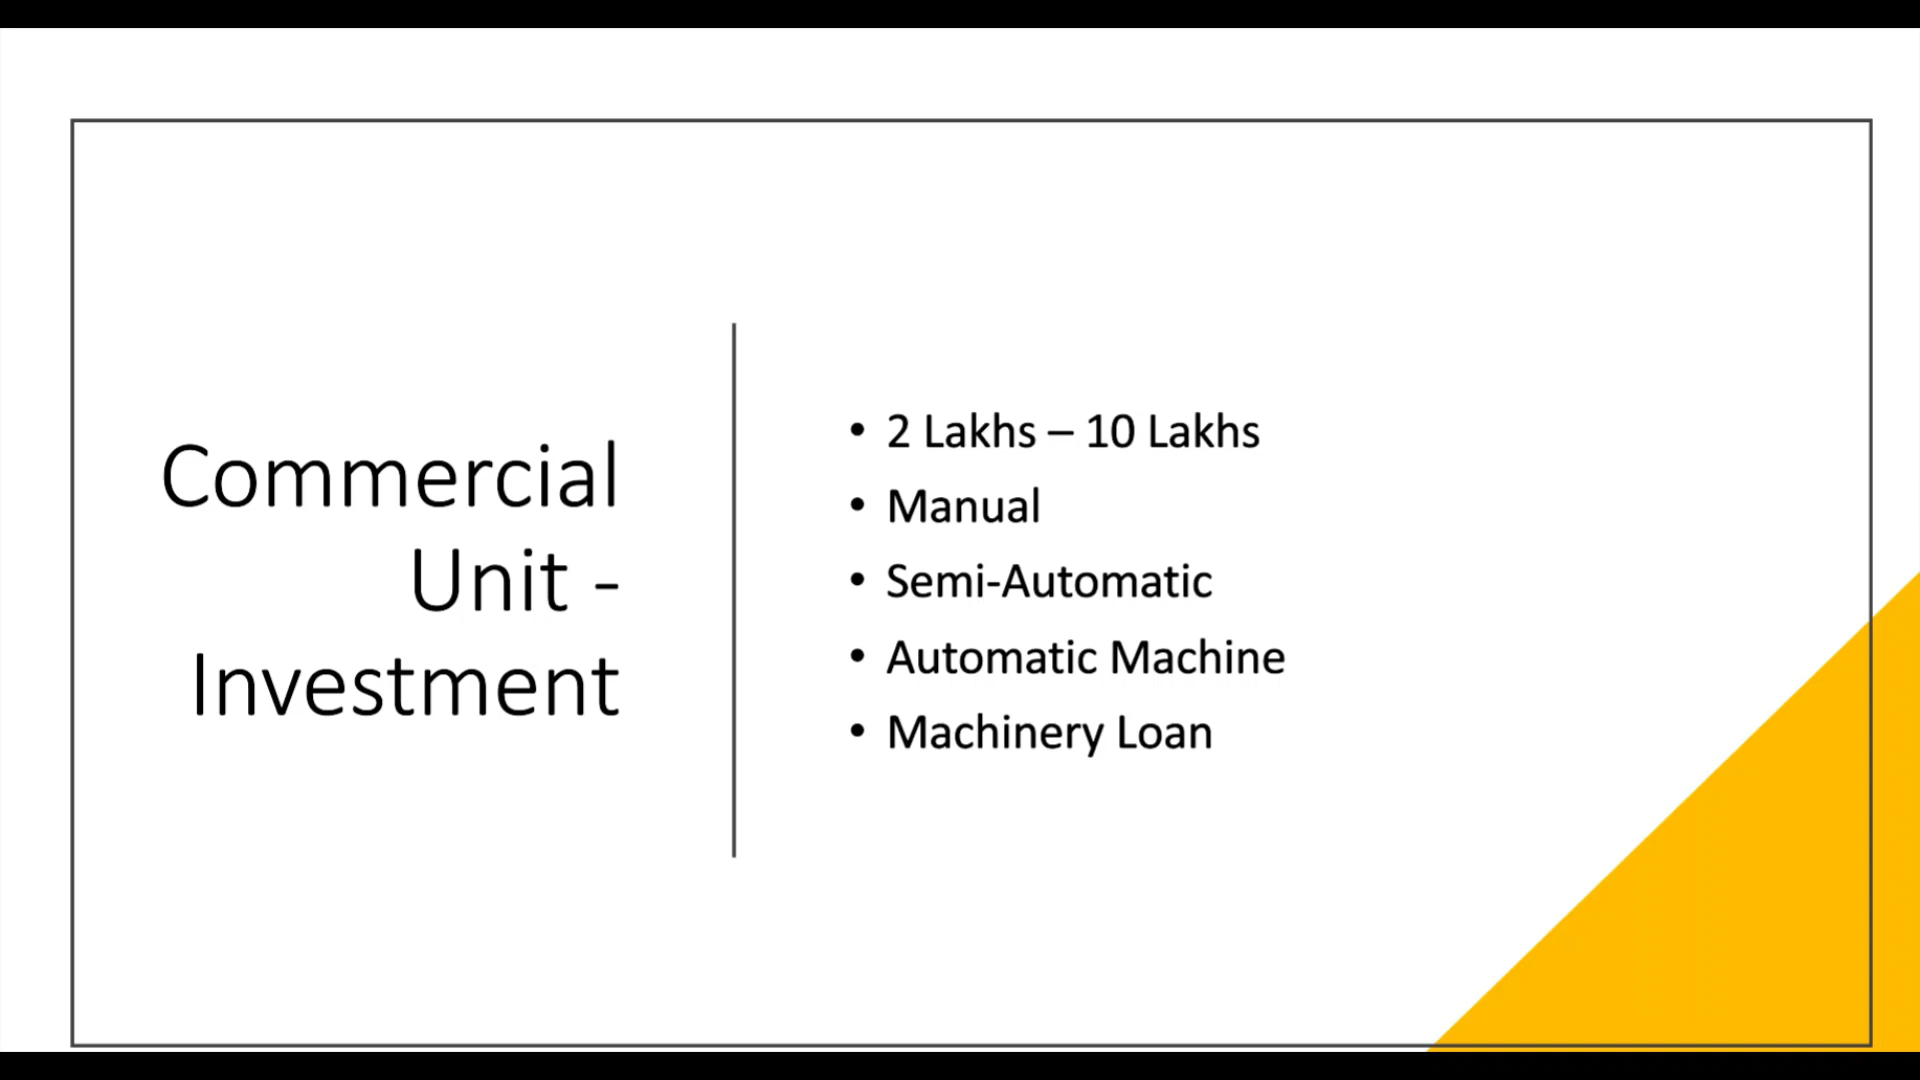 Commercial
Unit -
Investment
• 2 Lakhs – 10 Lakhs
• Manual
• Semi-Automatic
• Automatic Machine
• Machinery Loan